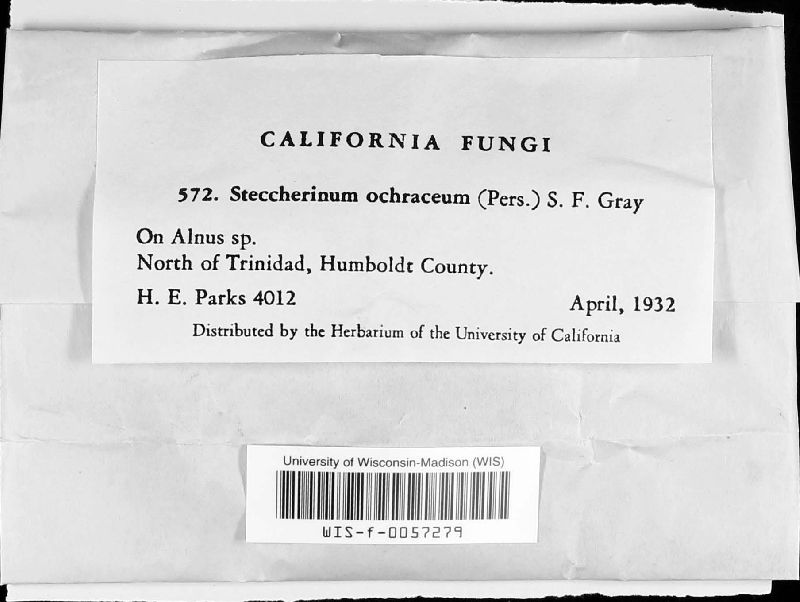 CALIFORNIA FUNGI
572. Steccherinum ochraceum (Pers.) S. F. Gray
On Alnus sp.
North of Trinidad, Humboldt County.
H. E. Parks 4012 April, 1932
Distributed by the Herbarium of the University of California
University of Wisconsin-Madison (WIS)
WIS-f-0057279